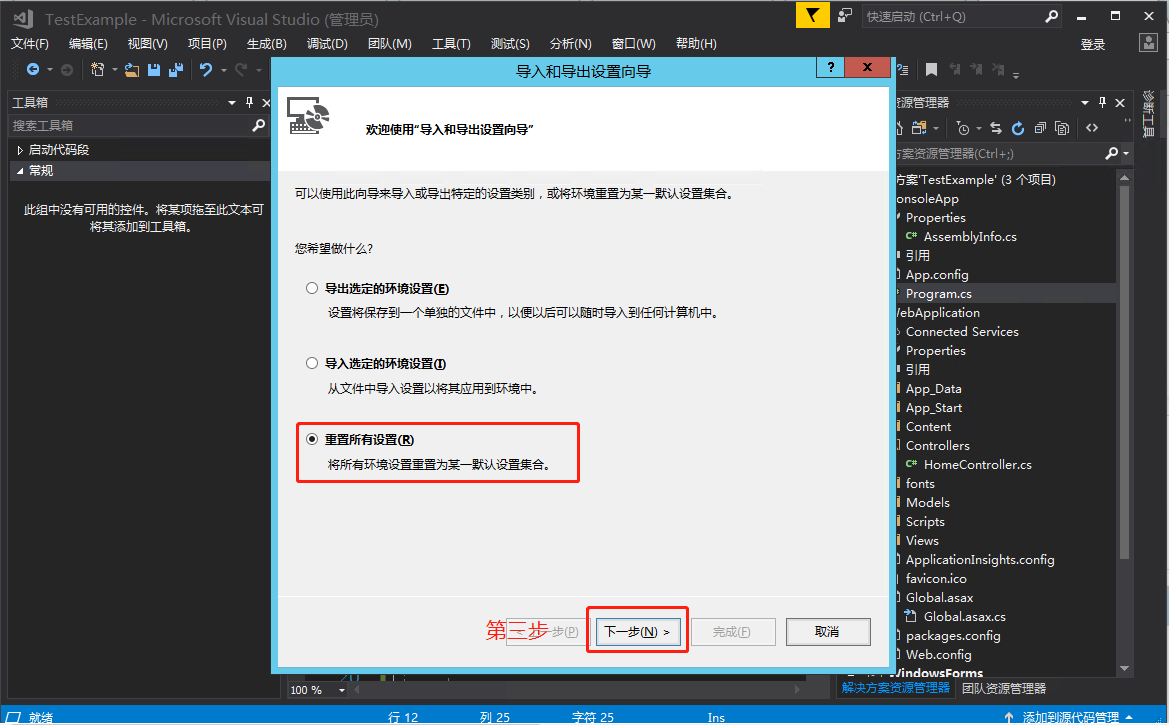 TestExample - Microsoft Visual Studio (管理员)
快速启动 (Ctrl+Q)
文件(F) 编辑(E) 视图(V) 项目(P) 生成(B) 调试(D) 团队(M) 工具(T) 测试(S) 分析(N) 窗口(W) 帮助(H)
登录
工具箱
搜索工具箱
启动代码段
常规
此组中没有可用的控件。将某项拖至此文本可
将其添加到工具箱。
导入和导出设置向导
?
欢迎使用“导入和导出设置向导”
可以使用此向导来导入或导出特定的设置类别，或将环境重置为某一默认设置集合。
您希望做什么?
导出选定的环境设置(E)
设置将保存到一个单独的文件中，以便以后可以随时导入到任何计算机中。
导入选定的环境设置(I)
从文件中导入设置以将其应用到环境中。
重置所有设置(R)
将所有环境设置重置为某一默认设置集合。
第三步
步(P)
下一步(N) >
完成(F)
取消
资源管理器
方案资源管理器(Ctrl+;)
方案'TestExample' (3 个项目)
onsoleApp
Properties
C# AssemblyInfo.cs
引用
App.config
Program.cs
WebApplication
Connected Services
Properties
引用
App_Data
App_Start
Content
Controllers
C# HomeController.cs
fonts
Models
Scripts
Views
ApplicationInsights.config
favicon.ico
Global.asax
Global.asax.cs
packages.config
Web.config
WindowsForms
解决方案资源管理器 团队资源管理器
诊断工具
20
100 %
就绪
行 12
列 25
字符 25
Ins
添加到源代码管理